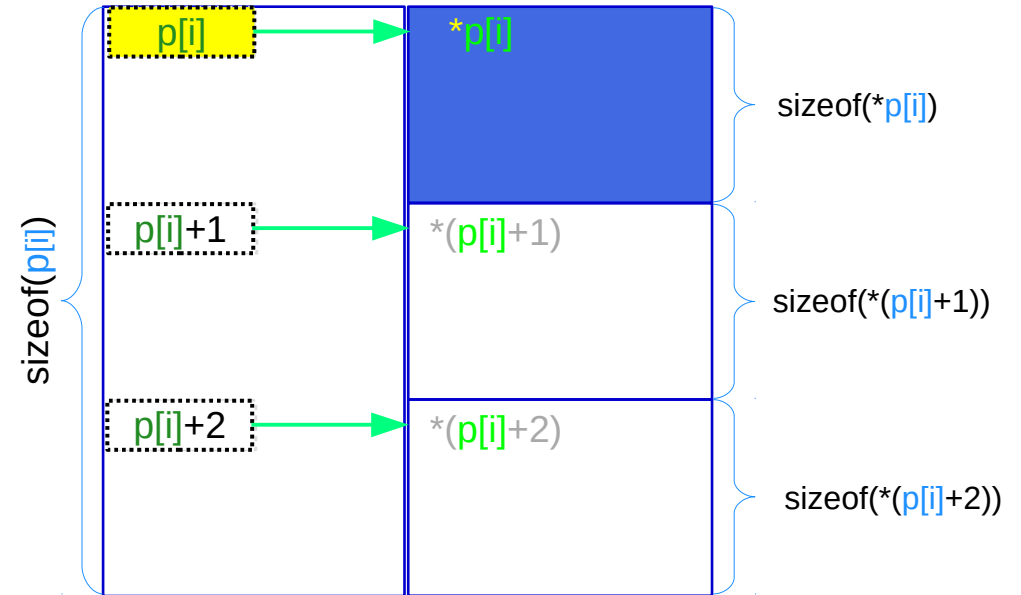 p[i]
*p[i]
sizeof(*p[i])
sizeof(p[i])
p[i]+1
*(p[i]+1)
sizeof(*(p[i]+1))
p[i]+2
*(p[i]+2)
sizeof(*(p[i]+2))